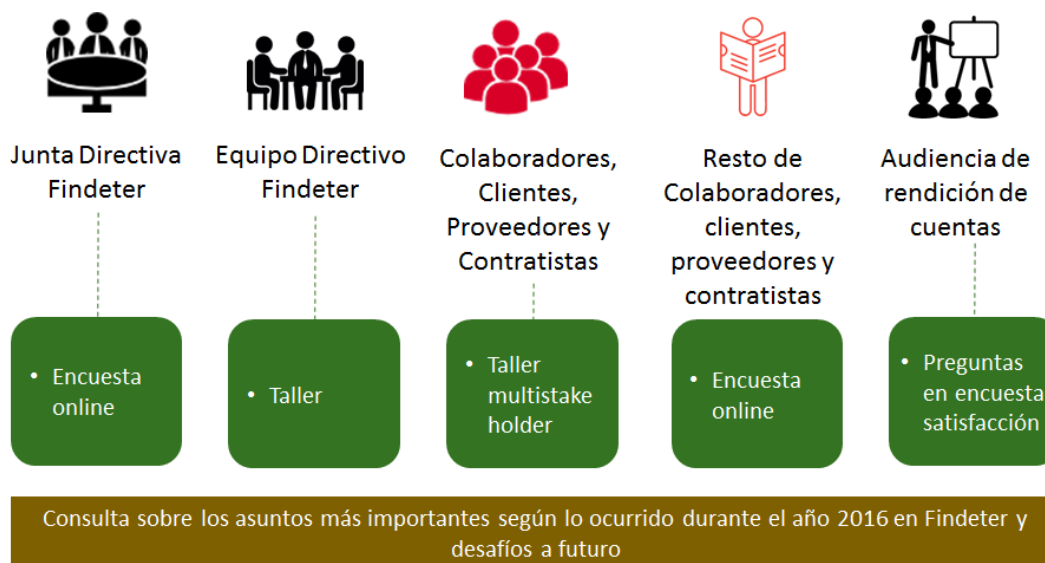 Junta Directiva
Findeter
Equipo Directivo
Findeter
Colaboradores,
Clientes,
Proveedores y
Contratistas
Resto de
Colaboradores,
clientes,
proveedores y
contratistas
Audiencia de
rendición de
cuentas
• Encuesta
online
• Taller
• Taller
multistake
holder
• Encuesta
online
• Preguntas
en encuesta
satisfacción
Consulta sobre los asuntos más importantes según lo ocurrido durante el año 2016 en Findeter y
desafíos a futuro